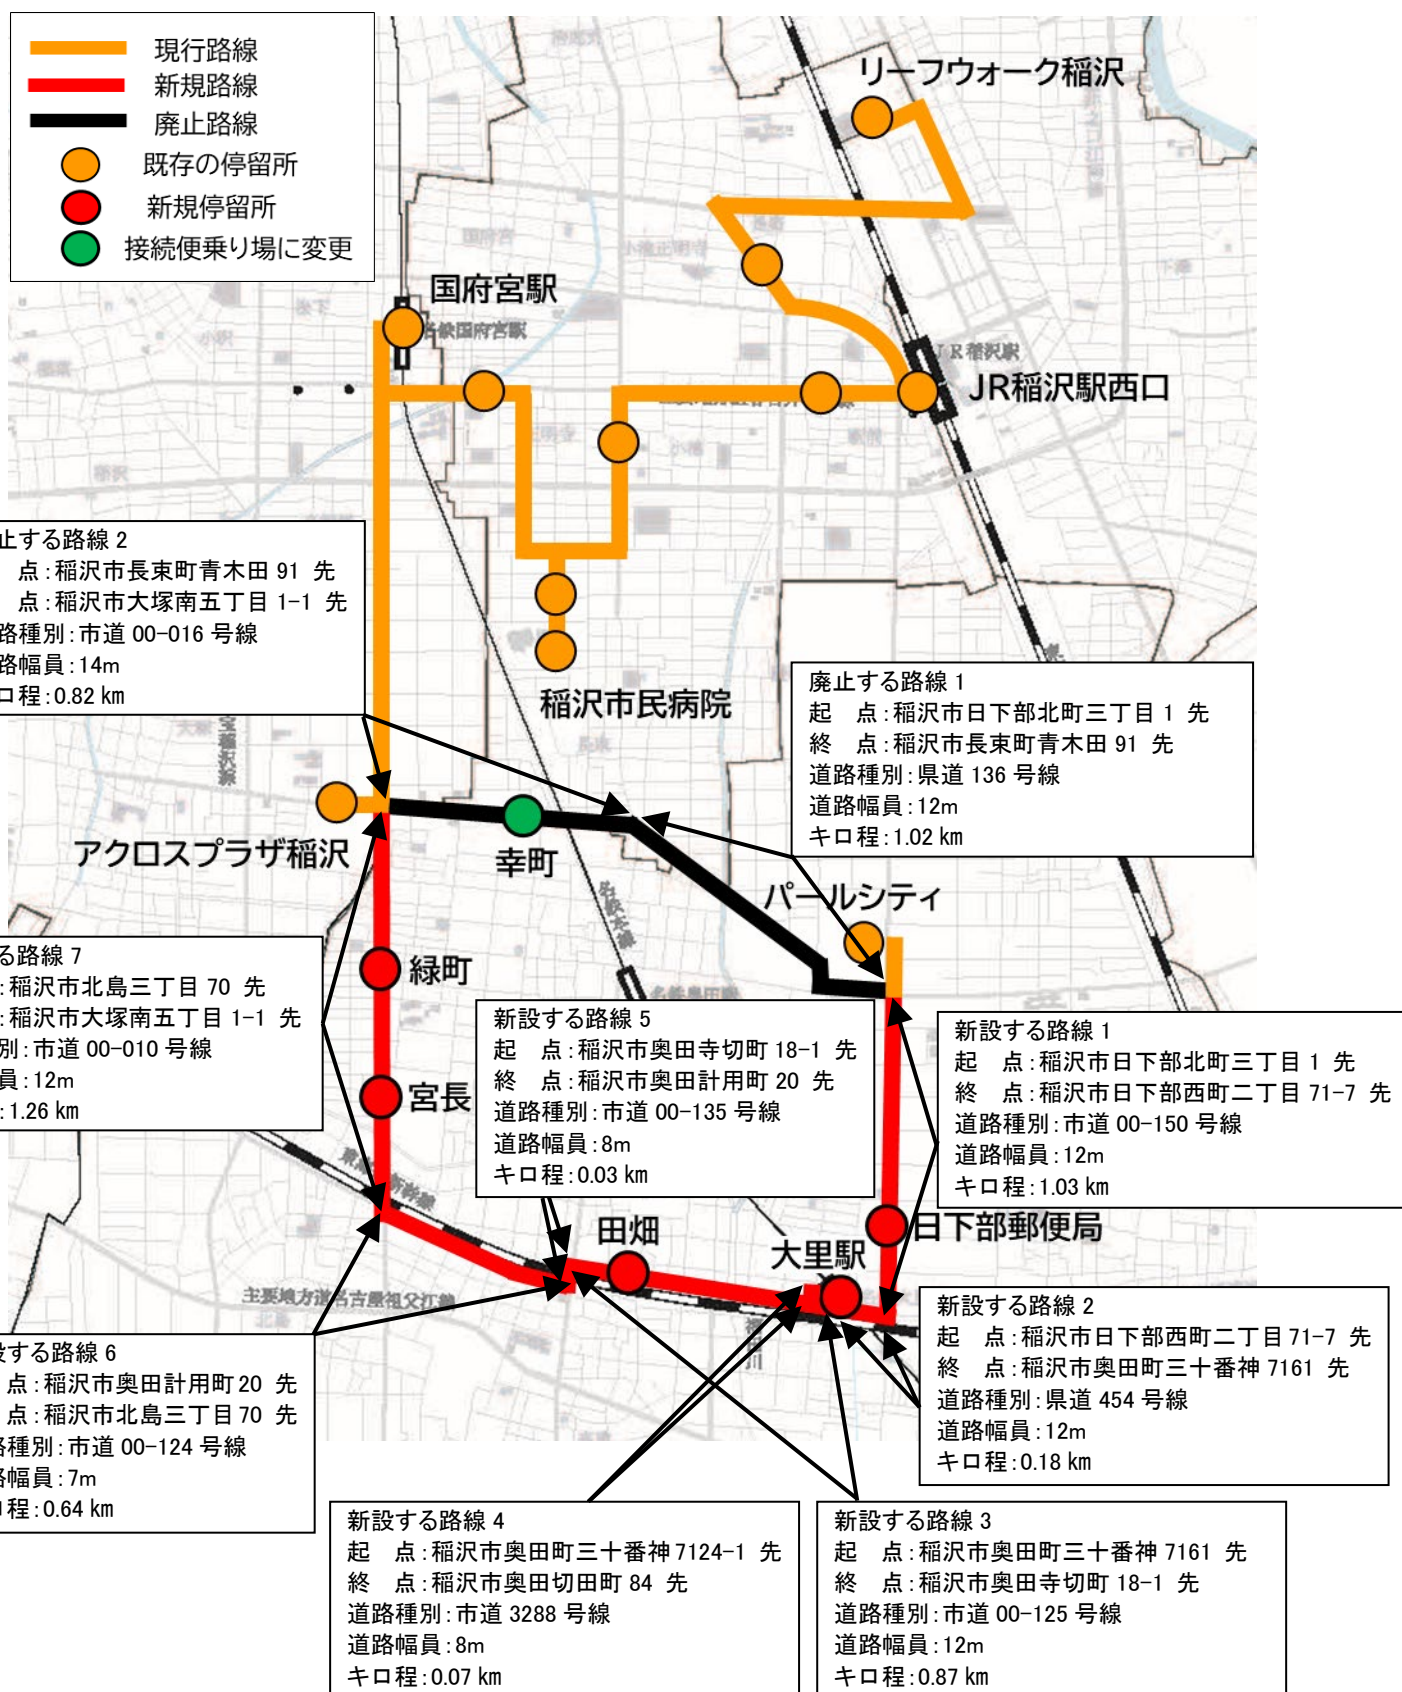 現行路線
新規路線
廃止路線
既存の停留所
新規停留所
接続便乗り場に変更
リーフウォーク稲沢
国府宮駅
名鉄国府宮駅
JR稲沢駅
JR稲沢駅西口
稲沢市民病院
止する路線 2
点：稲沢市長束町青木田 91 先
点：稲沢市大塚南五丁目 1-1 先
路種別：市道 00-016 号線
路幅員：14m
ロ程：0.82 km
廃止する路線 1
起 点：稲沢市日下部北町三丁目 1 先
終 点：稲沢市長束町青木田 91 先
道路種別：県道 136 号線
道路幅員：12m
キロ程：1.02 km
アクロスプラザ稲沢
幸町
パールシティ
名鉄本線
緑町
宮長
る路線 7
：稲沢市北島三丁目 70 先
：稲沢市大塚南五丁目 1-1 先
別：市道 00-010 号線
員：12m
：1.26 km
新設する路線 5
起 点：稲沢市奥田寺切町 18-1 先
終 点：稲沢市奥田計用町 20 先
道路種別：市道 00-135 号線
道路幅員：8m
キロ程：0.03 km
新設する路線 1
起 点：稲沢市日下部北町三丁目 1 先
終 点：稲沢市日下部西町二丁目 71-7 先
道路種別：市道 00-150 号線
道路幅員：12m
キロ程：1.03 km
田畑
大里駅
日下部郵便局
主要地方道名古屋祖父江線
新設する路線 2
起 点：稲沢市日下部西町二丁目 71-7 先
終 点：稲沢市奥田町三十番神 7161 先
道路種別：県道 454 号線
道路幅員：12m
キロ程：0.18 km
設する路線 6
点：稲沢市奥田計用町 20 先
点：稲沢市北島三丁目 70 先
路種別：市道 00-124 号線
路幅員：7m
ロ程：0.64 km
新設する路線 4
起 点：稲沢市奥田町三十番神 7124-1 先
終 点：稲沢市奥田切田町 84 先
道路種別：市道 3288 号線
道路幅員：8m
キロ程：0.07 km
新設する路線 3
起 点：稲沢市奥田町三十番神 7161 先
終 点：稲沢市奥田寺切町 18-1 先
道路種別：市道 00-125 号線
道路幅員：12m
キロ程：0.87 km